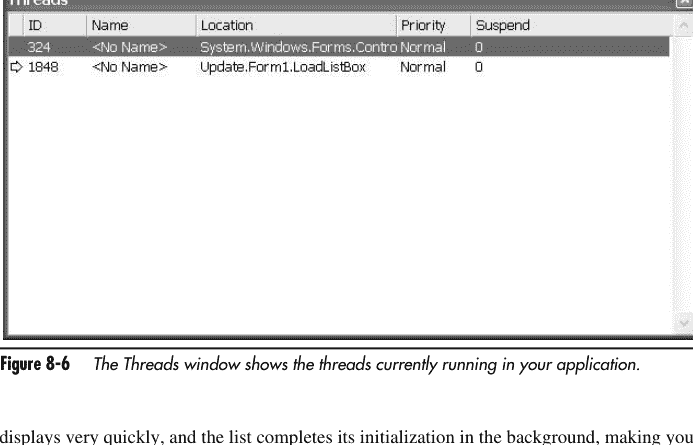 Threads
ID Name Location Priority Suspend
324 <No Name> System.Windows.Forms.Contro Normal 0
1848 <No Name> Update.Form1.LoadListBox Normal 0
Figure 8-6 The Threads window shows the threads currently running in your application.
displays very quickly, and the list completes its initialization in the background, making you